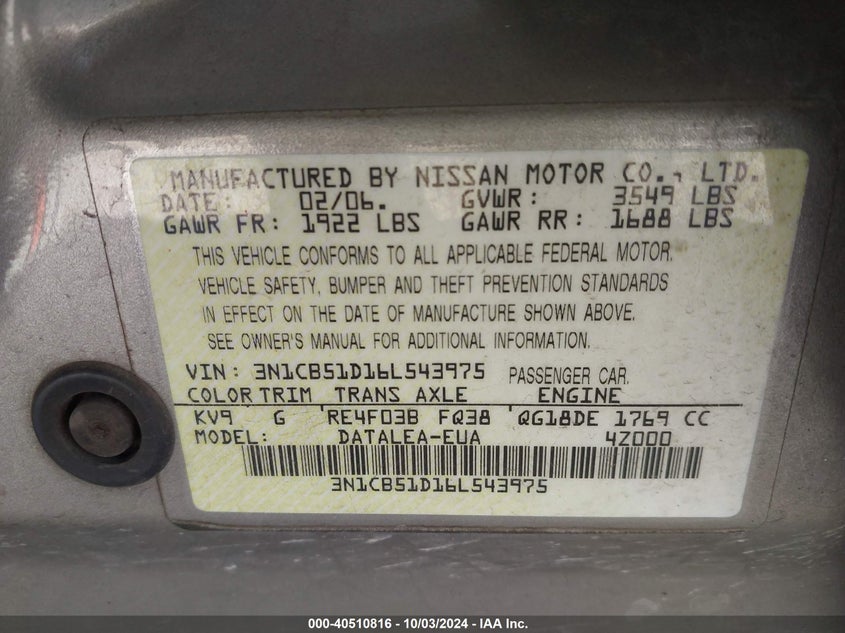 MANUFACTURED BY NISSAN MOTOR CO., LTD.
DATE: 02/06. GVWR: 3549 LBS
GAWR FR: 1922 LBS GAWR RR: 1688 LBS
THIS VEHICLE CONFORMS TO ALL APPLICABLE FEDERAL MOTOR.
VEHICLE SAFETY, BUMPER AND THEFT PREVENTION STANDARDS
IN EFFECT ON THE DATE OF MANUFACTURE SHOWN ABOVE.
SEE OWNER'S MANUAL FOR ADDITIONAL INFORMATION.
VIN: 3N1CB51D16L543975 PASSENGER CAR.
COLOR TRIM TRANS AXLE ENGINE
KV9 G RE4F03B FQ38 QG18DE 1769 CC
MODEL: DATALEA-EUA 4Z000
3N1CB51D16L543975
000-40510816 - 10/03/2024 - IAA Inc.